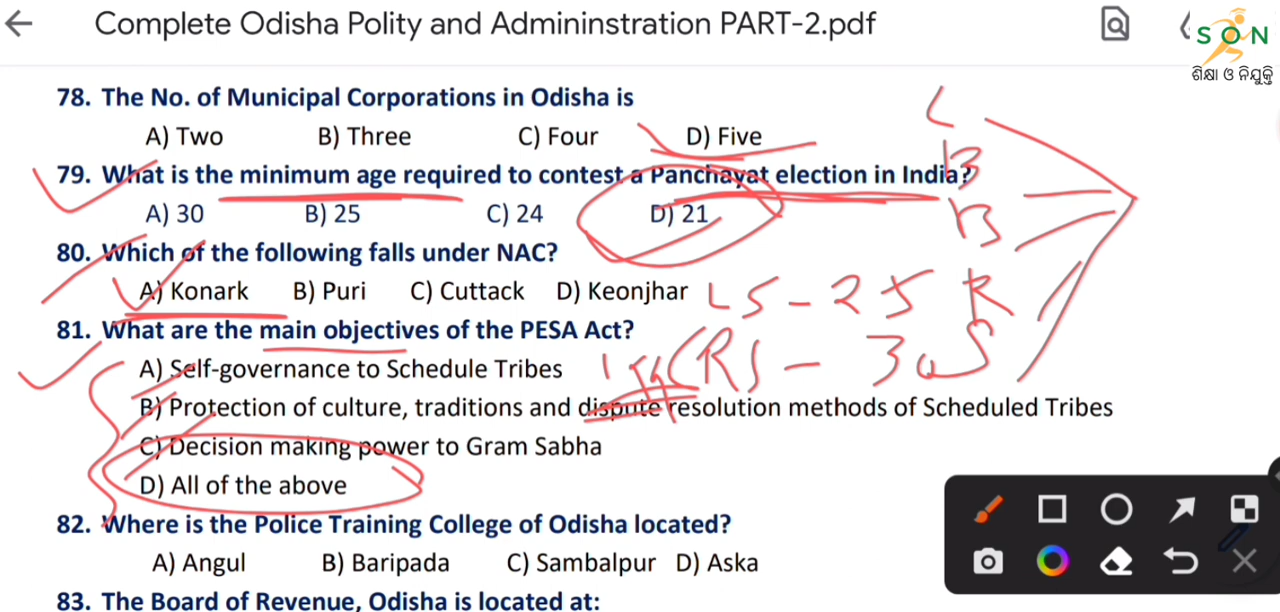 Complete Odisha Polity and Admininstration PART-2.pdf
SON
ଶିକ୍ଷା ଓ ନିଯୁକ୍ତି
78. The No. of Municipal Corporations in Odisha is
A) Two B) Three C) Four D) Five
79. What is the minimum age required to contest a Panchayat election in India?
A) 30 B) 25 C) 24 D) 21
80. Which of the following falls under NAC?
A) Konark B) Puri C) Cuttack D) Keonjhar
LS - 25
R
81. What are the main objectives of the PESA Act?
A) Self-governance to Schedule Tribes
RS - 30
S
B) Protection of culture, traditions and dispute resolution methods of Scheduled Tribes
C) Decision making power to Gram Sabha
D) All of the above
82. Where is the Police Training College of Odisha located?
A) Angul B) Baripada C) Sambalpur D) Aska
83. The Board of Revenue, Odisha is located at:
C
B
B